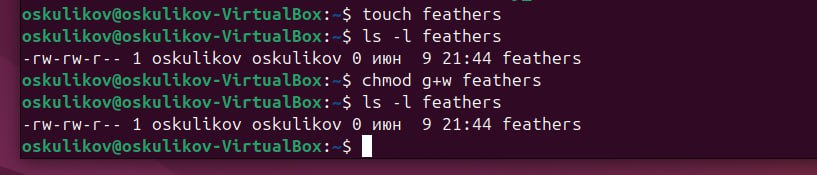 oskulikov@oskulikov-VirtualBox:~$ touch feathers
oskulikov@oskulikov-VirtualBox:~$ ls -l feathers
-rw-rw-r-- 1 oskulikov oskulikov 0 июн  9 21:44 feathers
oskulikov@oskulikov-VirtualBox:~$ chmod g+w feathers
oskulikov@oskulikov-VirtualBox:~$ ls -l feathers
-rw-rw-r-- 1 oskulikov oskulikov 0 июн  9 21:44 feathers
oskulikov@oskulikov-VirtualBox:~$